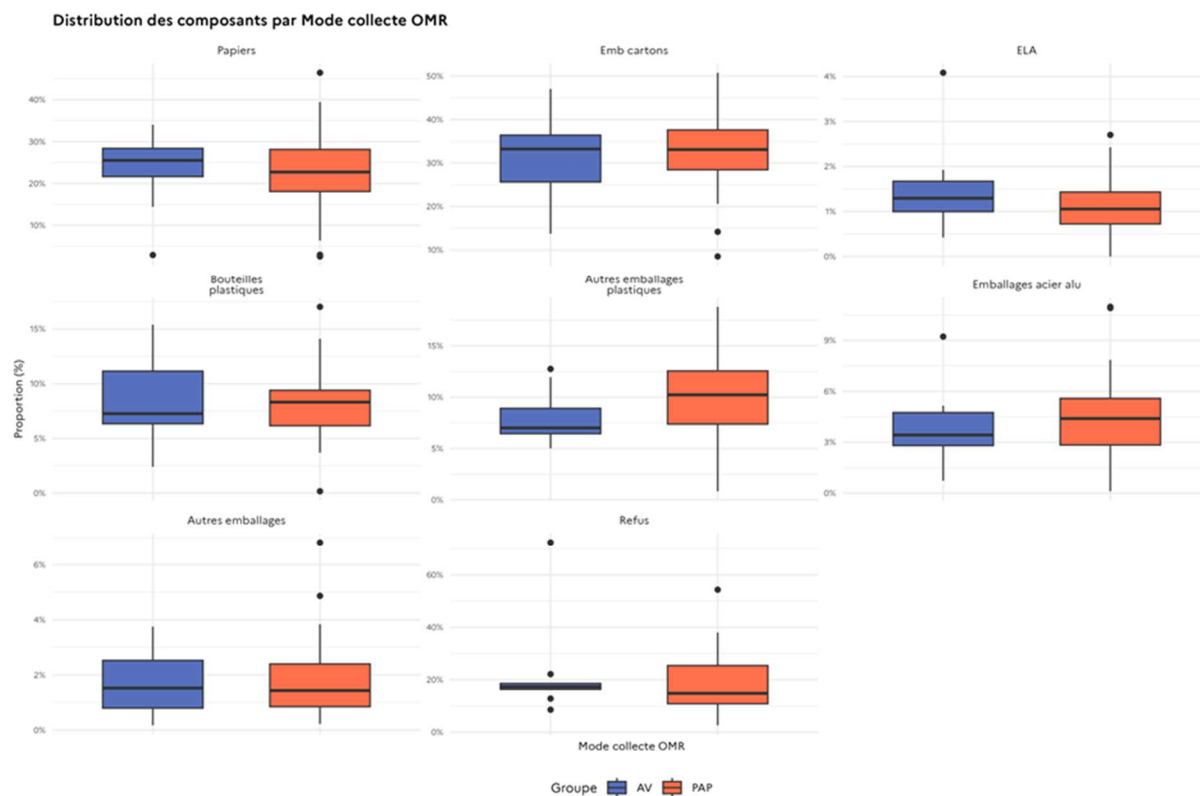 Distribution des composants par Mode collecte OMR
Papiers
Emb cartons
ELA
40%
30%
20%
10%
50%
40%
30%
20%
10%
4%
3%
2%
1%
0%
Bouteilles
plastiques
Autres emballages
plastiques
Emballages acier alu
15%
10%
5%
0%
15%
10%
5%
0%
9%
6%
3%
0%
Proportion (%)
Autres emballages
Refus
6%
4%
2%
0%
60%
40%
20%
0%
Mode collecte OMR
Groupe AV PAP